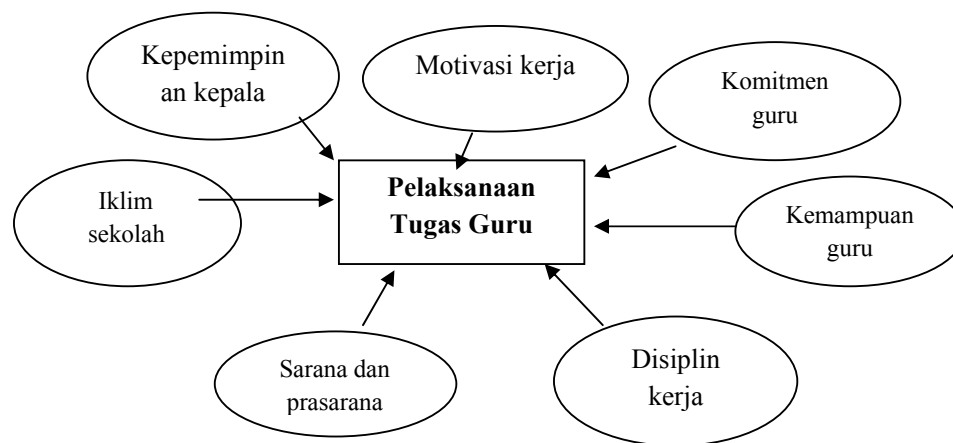 Kepemimpin
an kepala
Motivasi kerja
Komitmen
guru
Iklim
sekolah
Pelaksanaan
Tugas Guru
Kemampuan
guru
Sarana dan
prasarana
Disiplin
kerja